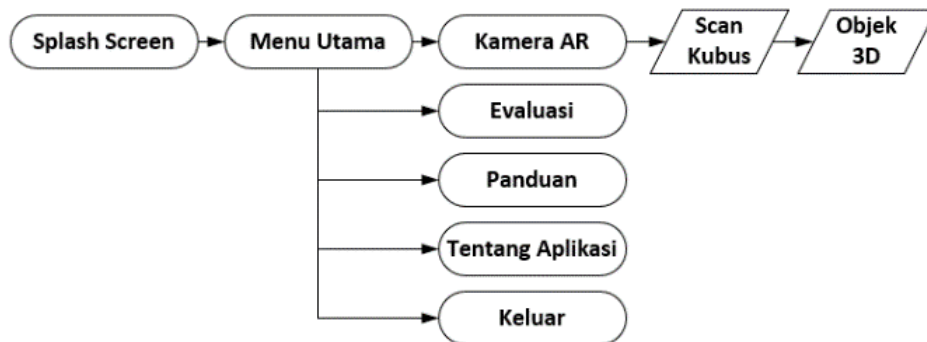 Splash Screen
Menu Utama
Kamera AR
Scan
Kubus
Objek
3D
Evaluasi
Panduan
Tentang Aplikasi
Keluar